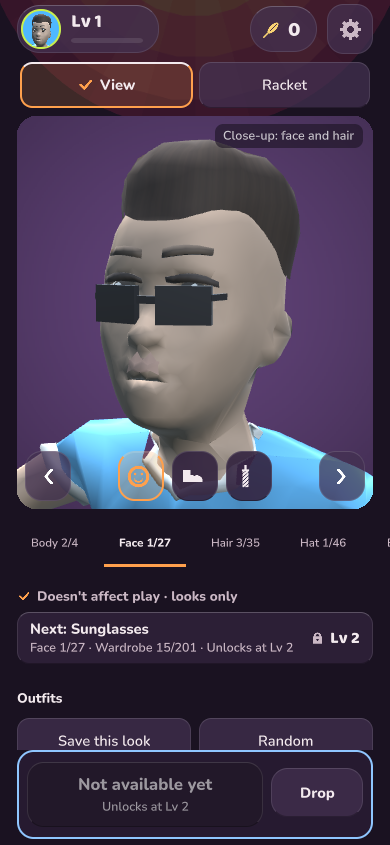 Lv 1
0
View
Racket
Close-up: face and hair
Body 2/4
Face 1/27
Hair 3/35
Hat 1/46
Doesn't affect play · looks only
Next: Sunglasses
Face 1/27 · Wardrobe 15/201 · Unlocks at Lv 2
Lv 2
Outfits
Save this look
Random
Not available yet
Unlocks at Lv 2
Drop